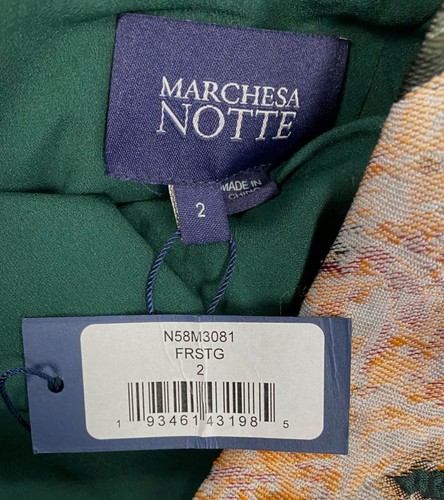 MARCHESA
NOTTE
2
MADE IN
CHINA
N58M3081
FRSTG
2
1 93461 43198 5